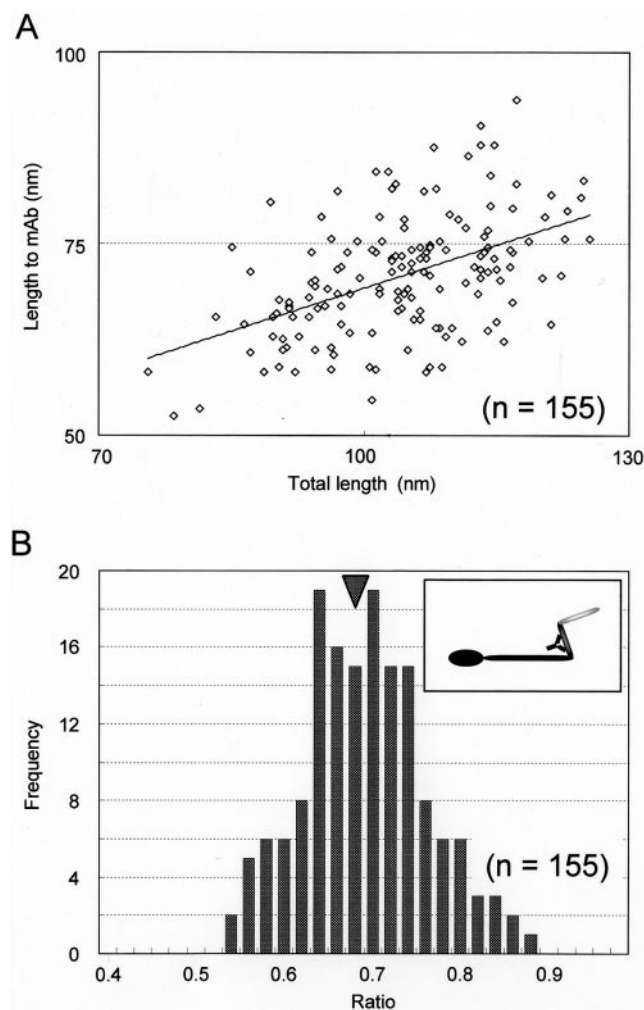 A
100
75
50
Length to mAb (nm)
(n = 155)
70 100 130
Total length (nm)
B
20
16
12
8
4
0
Frequency
(n = 155)
0.4 0.5 0.6 0.7 0.8 0.9
Ratio